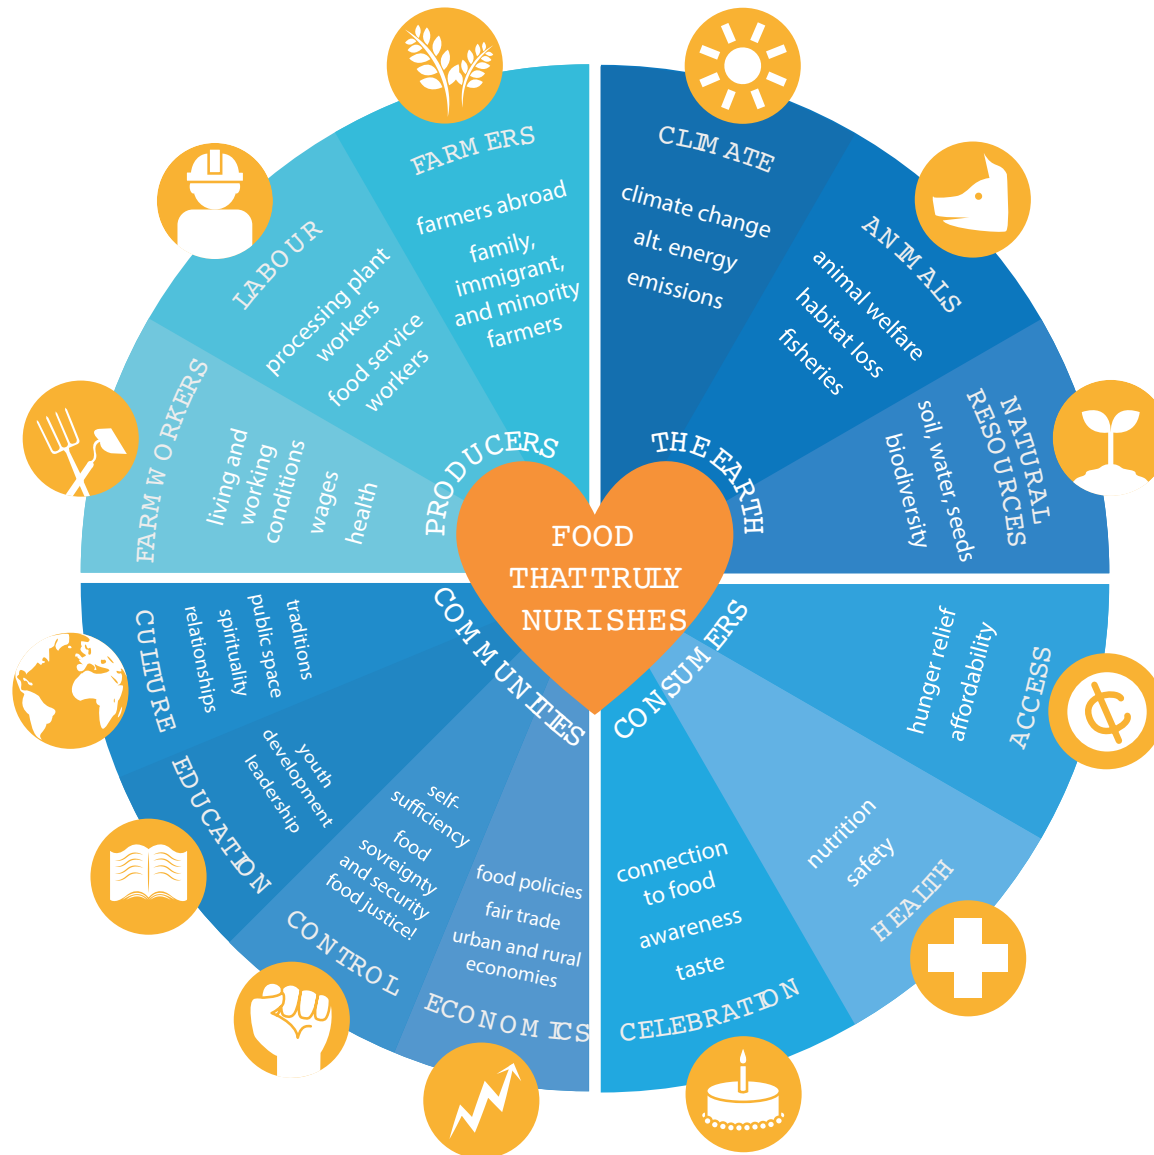 FOOD
THAT TRULY
NURISHES
THE EARTH
CLIMATE
climate change
alt. energy
emissions
ANIMALS
animal welfare
habitat loss
fisheries
NATURAL
RESOURCES
soil, water, seeds
biodiversity
CONSUMERS
ACCESS
hunger relief
affordability
HEALTH
nutrition
safety
CELEBRATION
connection
to food
awareness
taste
COMMUNITIES
ECONOMICS
food policies
fair trade
urban and rural
economies
CONTROL
self-
sufficiency
food
sovreignty
and security
food justice!
EDUCATION
youth
development
leadership
CULTURE
traditions
public space
spirituality
relationships
PRODUCERS
FARMWORKERS
living and
working
conditions
wages
health
LABOUR
processing plant
workers
food service
workers
FARMERS
farmers abroad
family,
immigrant,
and minority
farmers
¢